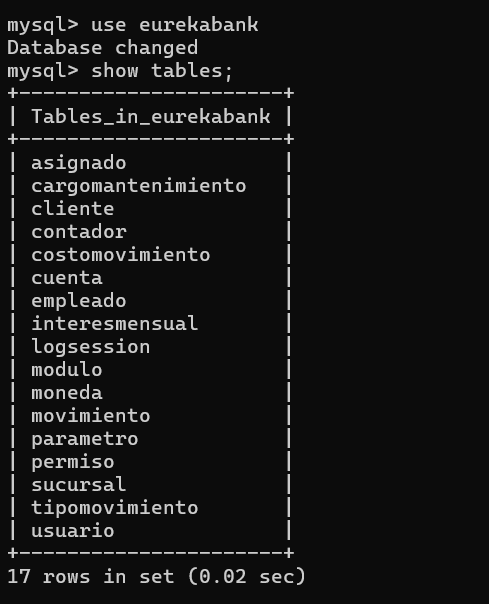 mysql> use eurekabank
Database changed
mysql> show tables;
+----------------------+
| Tables_in_eurekabank |
+----------------------+
| asignado             |
| cargomantenimiento   |
| cliente              |
| contador             |
| costomovimiento      |
| cuenta               |
| empleado             |
| interesmensual       |
| logsession           |
| modulo               |
| moneda               |
| movimiento           |
| parametro            |
| permiso              |
| sucursal             |
| tipomovimiento       |
| usuario              |
+----------------------+
17 rows in set (0.02 sec)